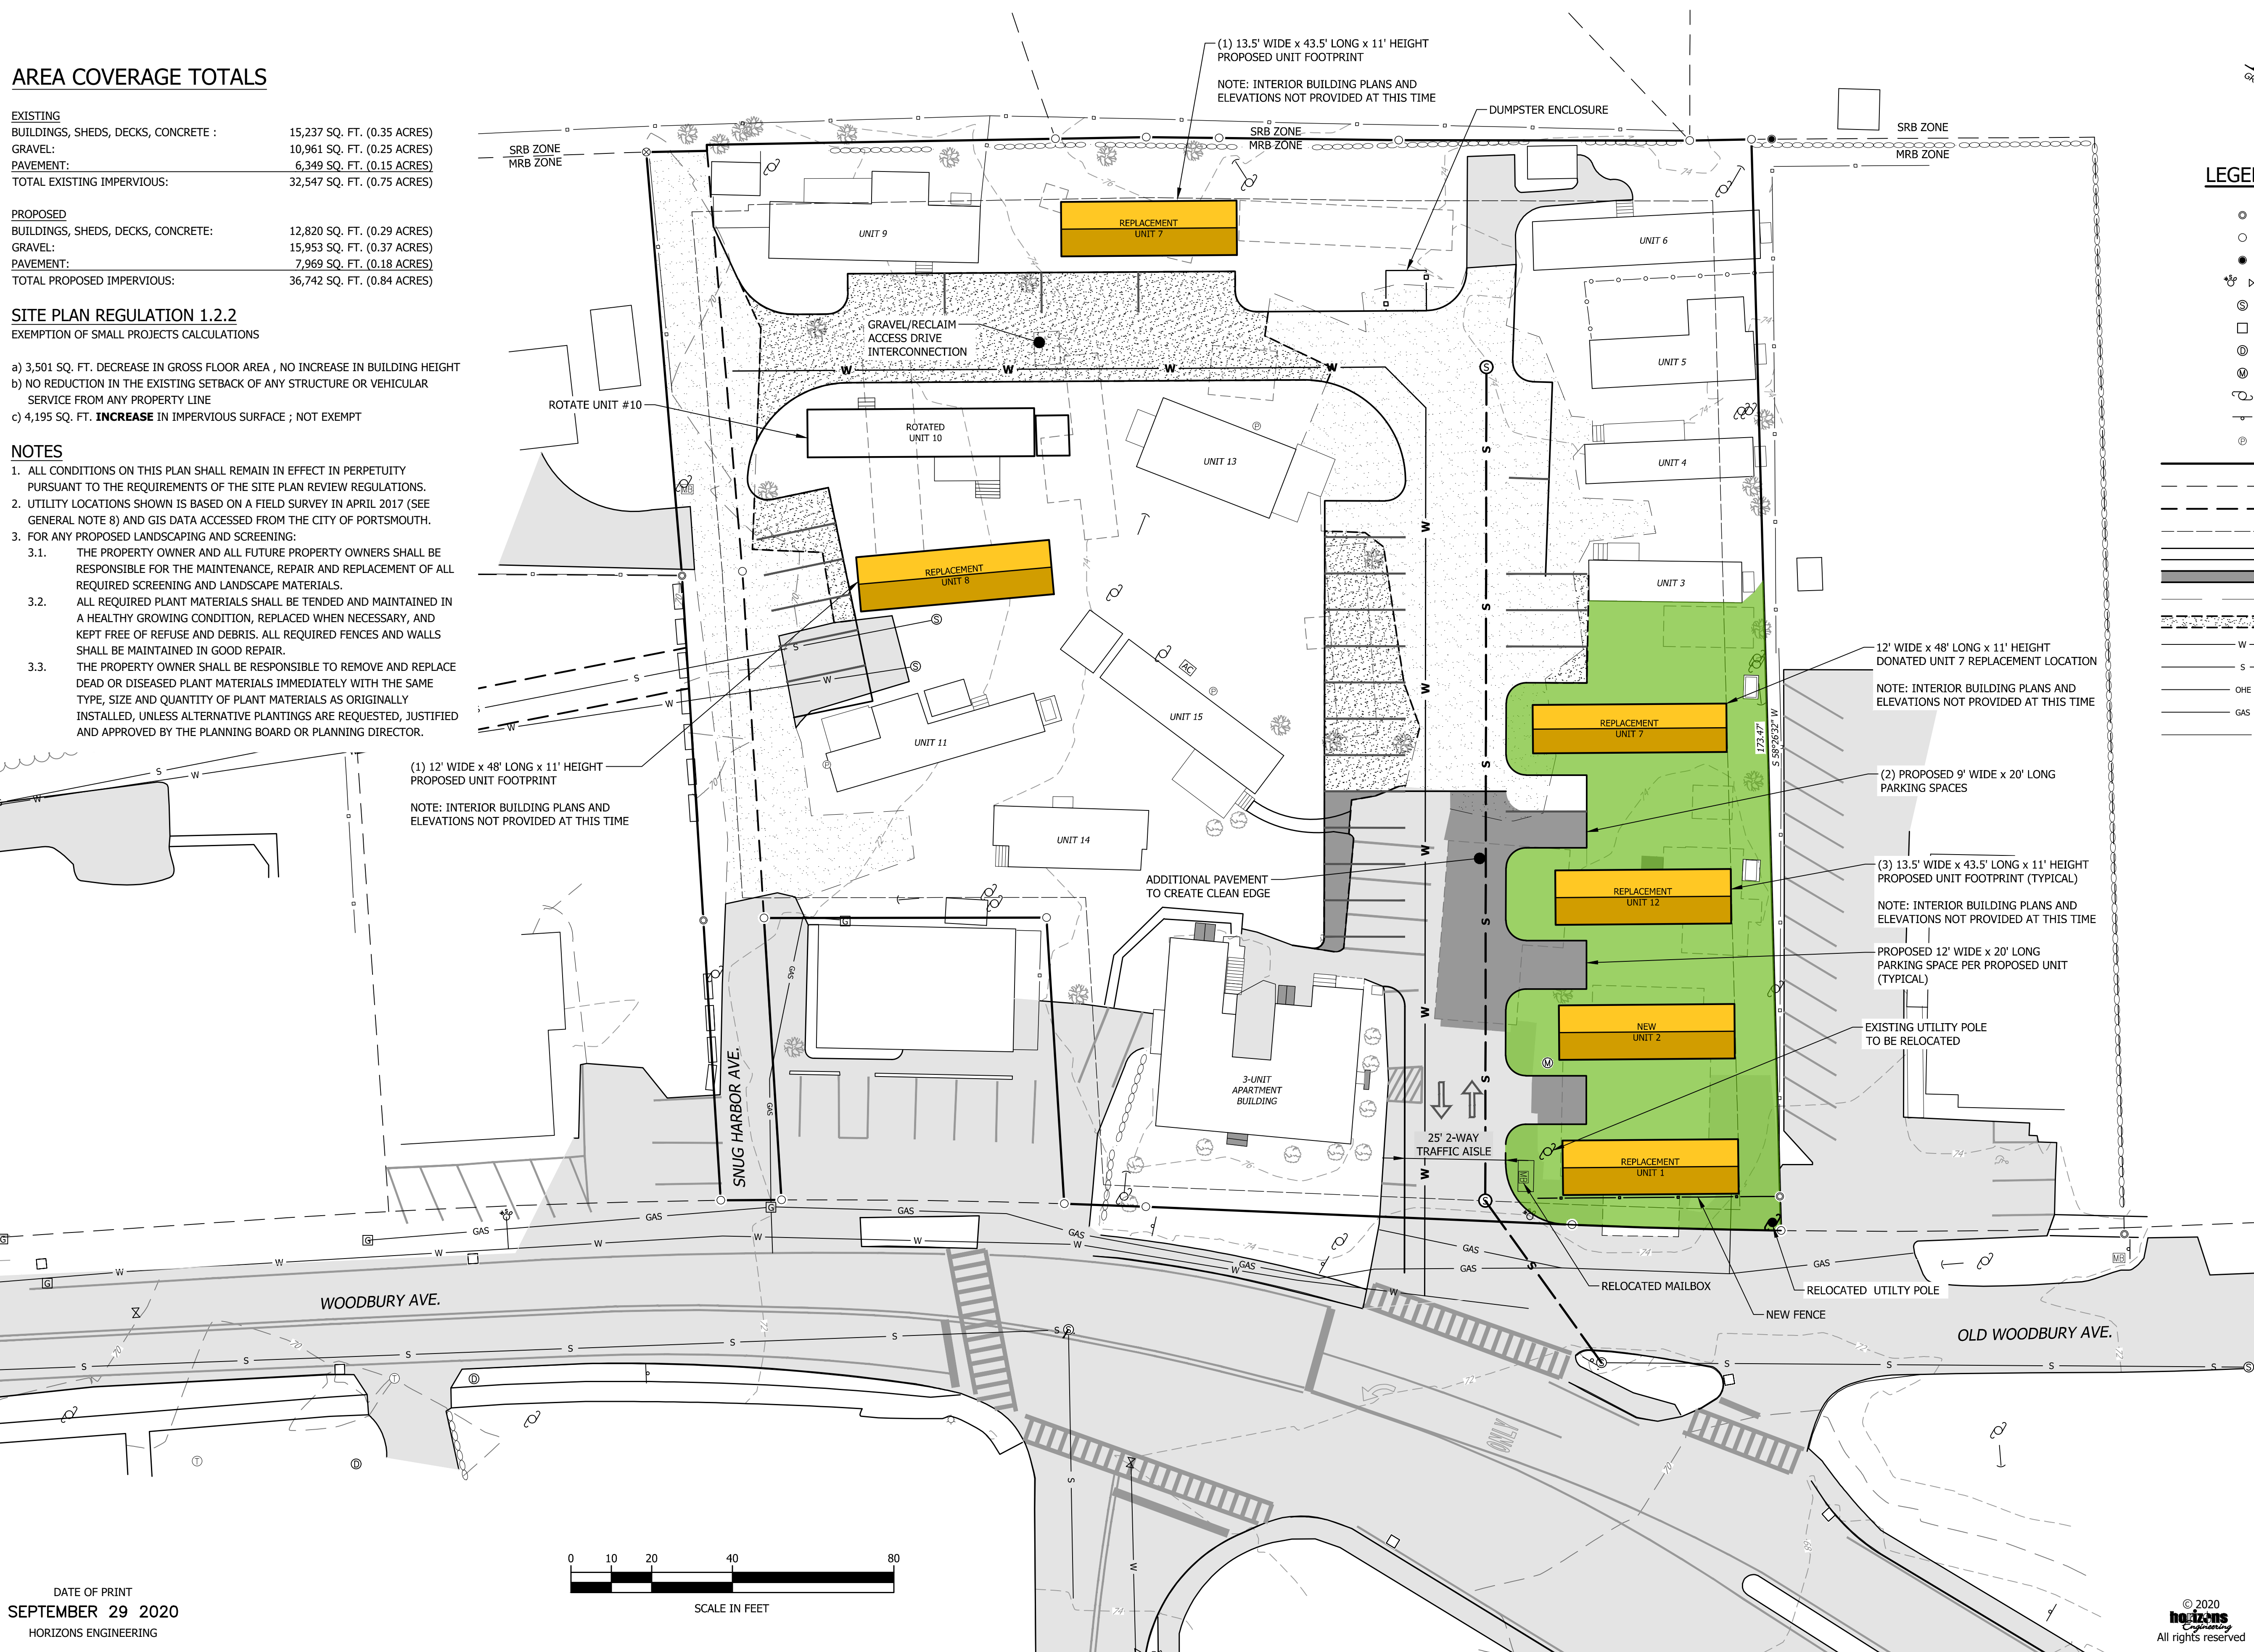 AREA COVERAGE TOTALS
EXISTING
BUILDINGS, SHEDS, DECKS, CONCRETE : 15,237 SQ. FT. (0.35 ACRES)
GRAVEL: 10,961 SQ. FT. (0.25 ACRES)
PAVEMENT: 6,349 SQ. FT. (0.15 ACRES)
TOTAL EXISTING IMPERVIOUS: 32,547 SQ. FT. (0.75 ACRES)
PROPOSED
BUILDINGS, SHEDS, DECKS, CONCRETE: 12,820 SQ. FT. (0.29 ACRES)
GRAVEL: 15,953 SQ. FT. (0.37 ACRES)
PAVEMENT: 7,969 SQ. FT. (0.18 ACRES)
TOTAL PROPOSED IMPERVIOUS: 36,742 SQ. FT. (0.84 ACRES)
SITE PLAN REGULATION 1.2.2
EXEMPTION OF SMALL PROJECTS CALCULATIONS
a) 3,501 SQ. FT. DECREASE IN GROSS FLOOR AREA , NO INCREASE IN BUILDING HEIGHT
b) NO REDUCTION IN THE EXISTING SETBACK OF ANY STRUCTURE OR VEHICULAR
SERVICE FROM ANY PROPERTY LINE
c) 4,195 SQ. FT. INCREASE IN IMPERVIOUS SURFACE ; NOT EXEMPT
NOTES
1. ALL CONDITIONS ON THIS PLAN SHALL REMAIN IN EFFECT IN PERPETUITY
PURSUANT TO THE REQUIREMENTS OF THE SITE PLAN REVIEW REGULATIONS.
2. UTILITY LOCATIONS SHOWN IS BASED ON A FIELD SURVEY IN APRIL 2017 (SEE
GENERAL NOTE 8) AND GIS DATA ACCESSED FROM THE CITY OF PORTSMOUTH.
3. FOR ANY PROPOSED LANDSCAPING AND SCREENING:
3.1. THE PROPERTY OWNER AND ALL FUTURE PROPERTY OWNERS SHALL BE
RESPONSIBLE FOR THE MAINTENANCE, REPAIR AND REPLACEMENT OF ALL
REQUIRED SCREENING AND LANDSCAPE MATERIALS.
3.2. ALL REQUIRED PLANT MATERIALS SHALL BE TENDED AND MAINTAINED IN
A HEALTHY GROWING CONDITION, REPLACED WHEN NECESSARY, AND
KEPT FREE OF REFUSE AND DEBRIS. ALL REQUIRED FENCES AND WALLS
SHALL BE MAINTAINED IN GOOD REPAIR.
3.3. THE PROPERTY OWNER SHALL BE RESPONSIBLE TO REMOVE AND REPLACE
DEAD OR DISEASED PLANT MATERIALS IMMEDIATELY WITH THE SAME
TYPE, SIZE AND QUANTITY OF PLANT MATERIALS AS ORIGINALLY
INSTALLED, UNLESS ALTERNATIVE PLANTINGS ARE REQUESTED, JUSTIFIED
AND APPROVED BY THE PLANNING BOARD OR PLANNING DIRECTOR.
(1) 13.5' WIDE x 43.5' LONG x 11' HEIGHT
PROPOSED UNIT FOOTPRINT
NOTE: INTERIOR BUILDING PLANS AND
ELEVATIONS NOT PROVIDED AT THIS TIME
DUMPSTER ENCLOSURE
SRB ZONE
MRB ZONE
SRB ZONE
MRB ZONE
SRB ZONE
MRB ZONE
LEGE
UNIT 9
REPLACEMENT
UNIT 7
UNIT 6
GRAVEL/RECLAIM
ACCESS DRIVE
INTERCONNECTION
UNIT 5
ROTATE UNIT #10
ROTATED
UNIT 10
UNIT 13
UNIT 4
REPLACEMENT
UNIT 8
UNIT 3
12' WIDE x 48' LONG x 11' HEIGHT
DONATED UNIT 7 REPLACEMENT LOCATION
NOTE: INTERIOR BUILDING PLANS AND
ELEVATIONS NOT PROVIDED AT THIS TIME
AC
UNIT 15
UNIT 11
REPLACEMENT
UNIT 7
173.47'
S 58°26'32" W
(1) 12' WIDE x 48' LONG x 11' HEIGHT
PROPOSED UNIT FOOTPRINT
NOTE: INTERIOR BUILDING PLANS AND
ELEVATIONS NOT PROVIDED AT THIS TIME
(2) PROPOSED 9' WIDE x 20' LONG
PARKING SPACES
UNIT 14
ADDITIONAL PAVEMENT
TO CREATE CLEAN EDGE
REPLACEMENT
UNIT 12
(3) 13.5' WIDE x 43.5' LONG x 11' HEIGHT
PROPOSED UNIT FOOTPRINT (TYPICAL)
NOTE: INTERIOR BUILDING PLANS AND
ELEVATIONS NOT PROVIDED AT THIS TIME
PROPOSED 12' WIDE x 20' LONG
PARKING SPACE PER PROPOSED UNIT
(TYPICAL)
NEW
UNIT 2
EXISTING UTILITY POLE
TO BE RELOCATED
SNUG HARBOR AVE.
3-UNIT
APARTMENT
BUILDING
25' 2-WAY
TRAFFIC AISLE
REPLACEMENT
UNIT 1
RELOCATED MAILBOX
RELOCATED UTILTY POLE
NEW FENCE
WOODBURY AVE.
OLD WOODBURY AVE.
ONLY
GAS
GAS
GAS
GAS
GAS
GAS
GAS
GAS
GAS
OHE
GAS
0 10 20 40 80
SCALE IN FEET
DATE OF PRINT
SEPTEMBER 29 2020
HORIZONS ENGINEERING
© 2020
horizons
Engineering
All rights reserved